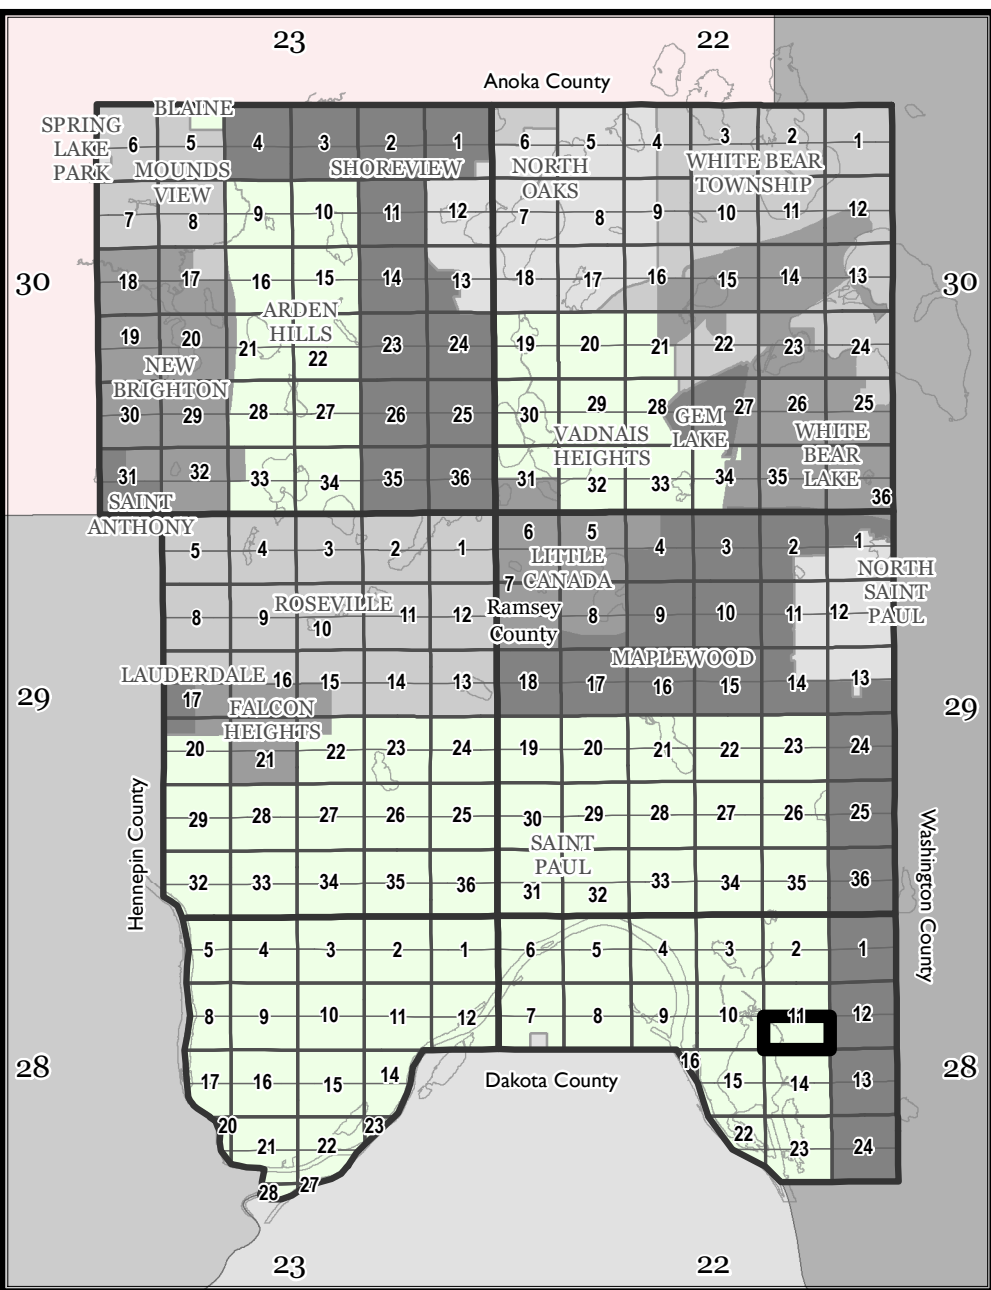 23 22
Anoka County
BLAINE
SPRING
LAKE
PARK
6 5 4 3 2 1 6 5 4 3 2 1
MOUNDS
VIEW
SHOREVIEW
NORTH
OAKS
WHITE BEAR
TOWNSHIP
7 8 9 10 11 12 7 8 9 10 11 12
30 18 17 16 15 14 13 18 17 16 15 14 13 30
ARDEN
HILLS
19 20 21 22 23 24 19 20 21 22 23 24
NEW
BRIGHTON
30 29 28 27 26 25 30 29 28 27 26 25
GEM
LAKE
VADNAIS
HEIGHTS
WHITE
BEAR
LAKE
31 32 33 34 35 36 31 32 33 34 35 36
SAINT
ANTHONY
5 4 3 2 1 6 5 4 3 2 1
LITTLE
CANADA
NORTH
SAINT
PAUL
8 9 10 11 12 7 8 9 10 11 12
ROSEVILLE
Ramsey
County
MAPLEWOOD
LAUDERDALE
29 17 16 15 14 13 18 17 16 15 14 13 29
FALCON
HEIGHTS
20 21 22 23 24 19 20 21 22 23 24
29 28 27 26 25 30 29 28 27 26 25
Hennepin County
Washington County
SAINT
PAUL
32 33 34 35 36 31 32 33 34 35 36
5 4 3 2 1 6 5 4 3 2 1
8 9 10 11 12 7 8 9 10 11 12
28 17 16 15 14 16 15 14 13 28
Dakota County
20 21 22 23 22 23 24
28 27
23 22